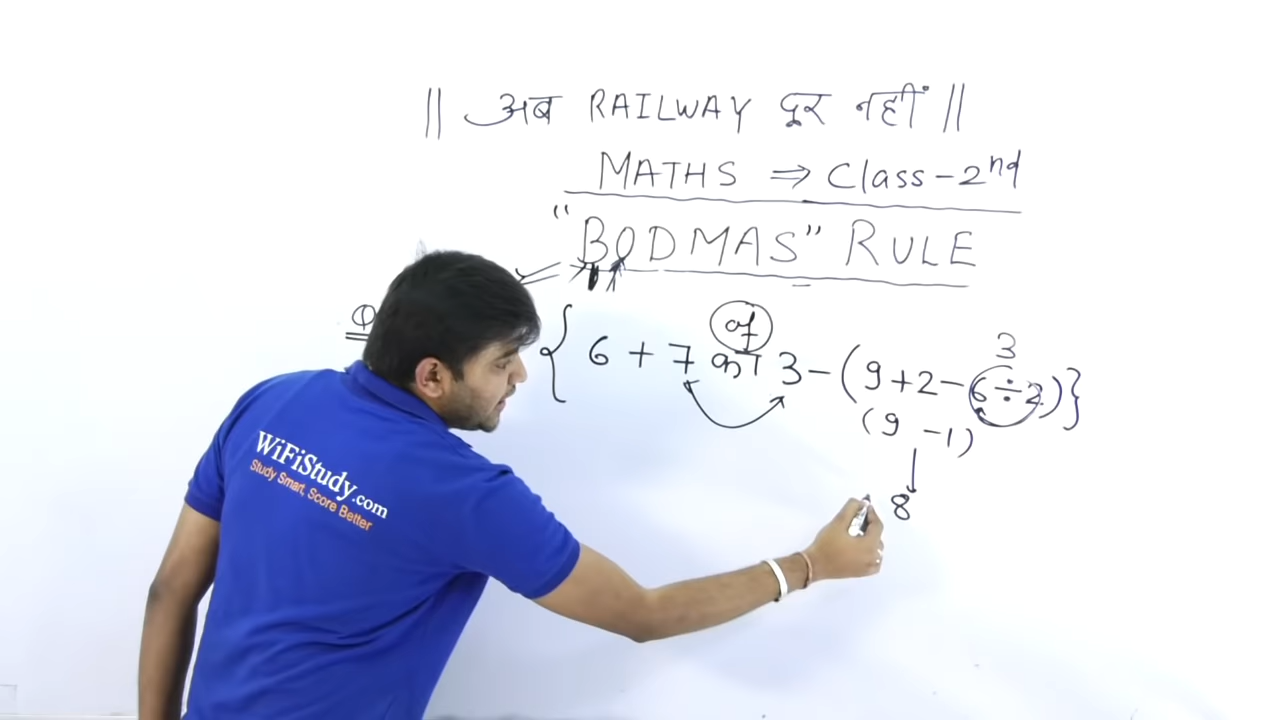 || अब RAILWAY दूर नहीं ||
MATHS ⇒ Class-2nd
"BODMAS" RULE
Q
of
3
{ 6 + 7 का 3 - ( 9 + 2 - 6 ÷ 2 ) }
( 9 - 1 )
8
WiFiStudy.com
Study Smart, Score Better